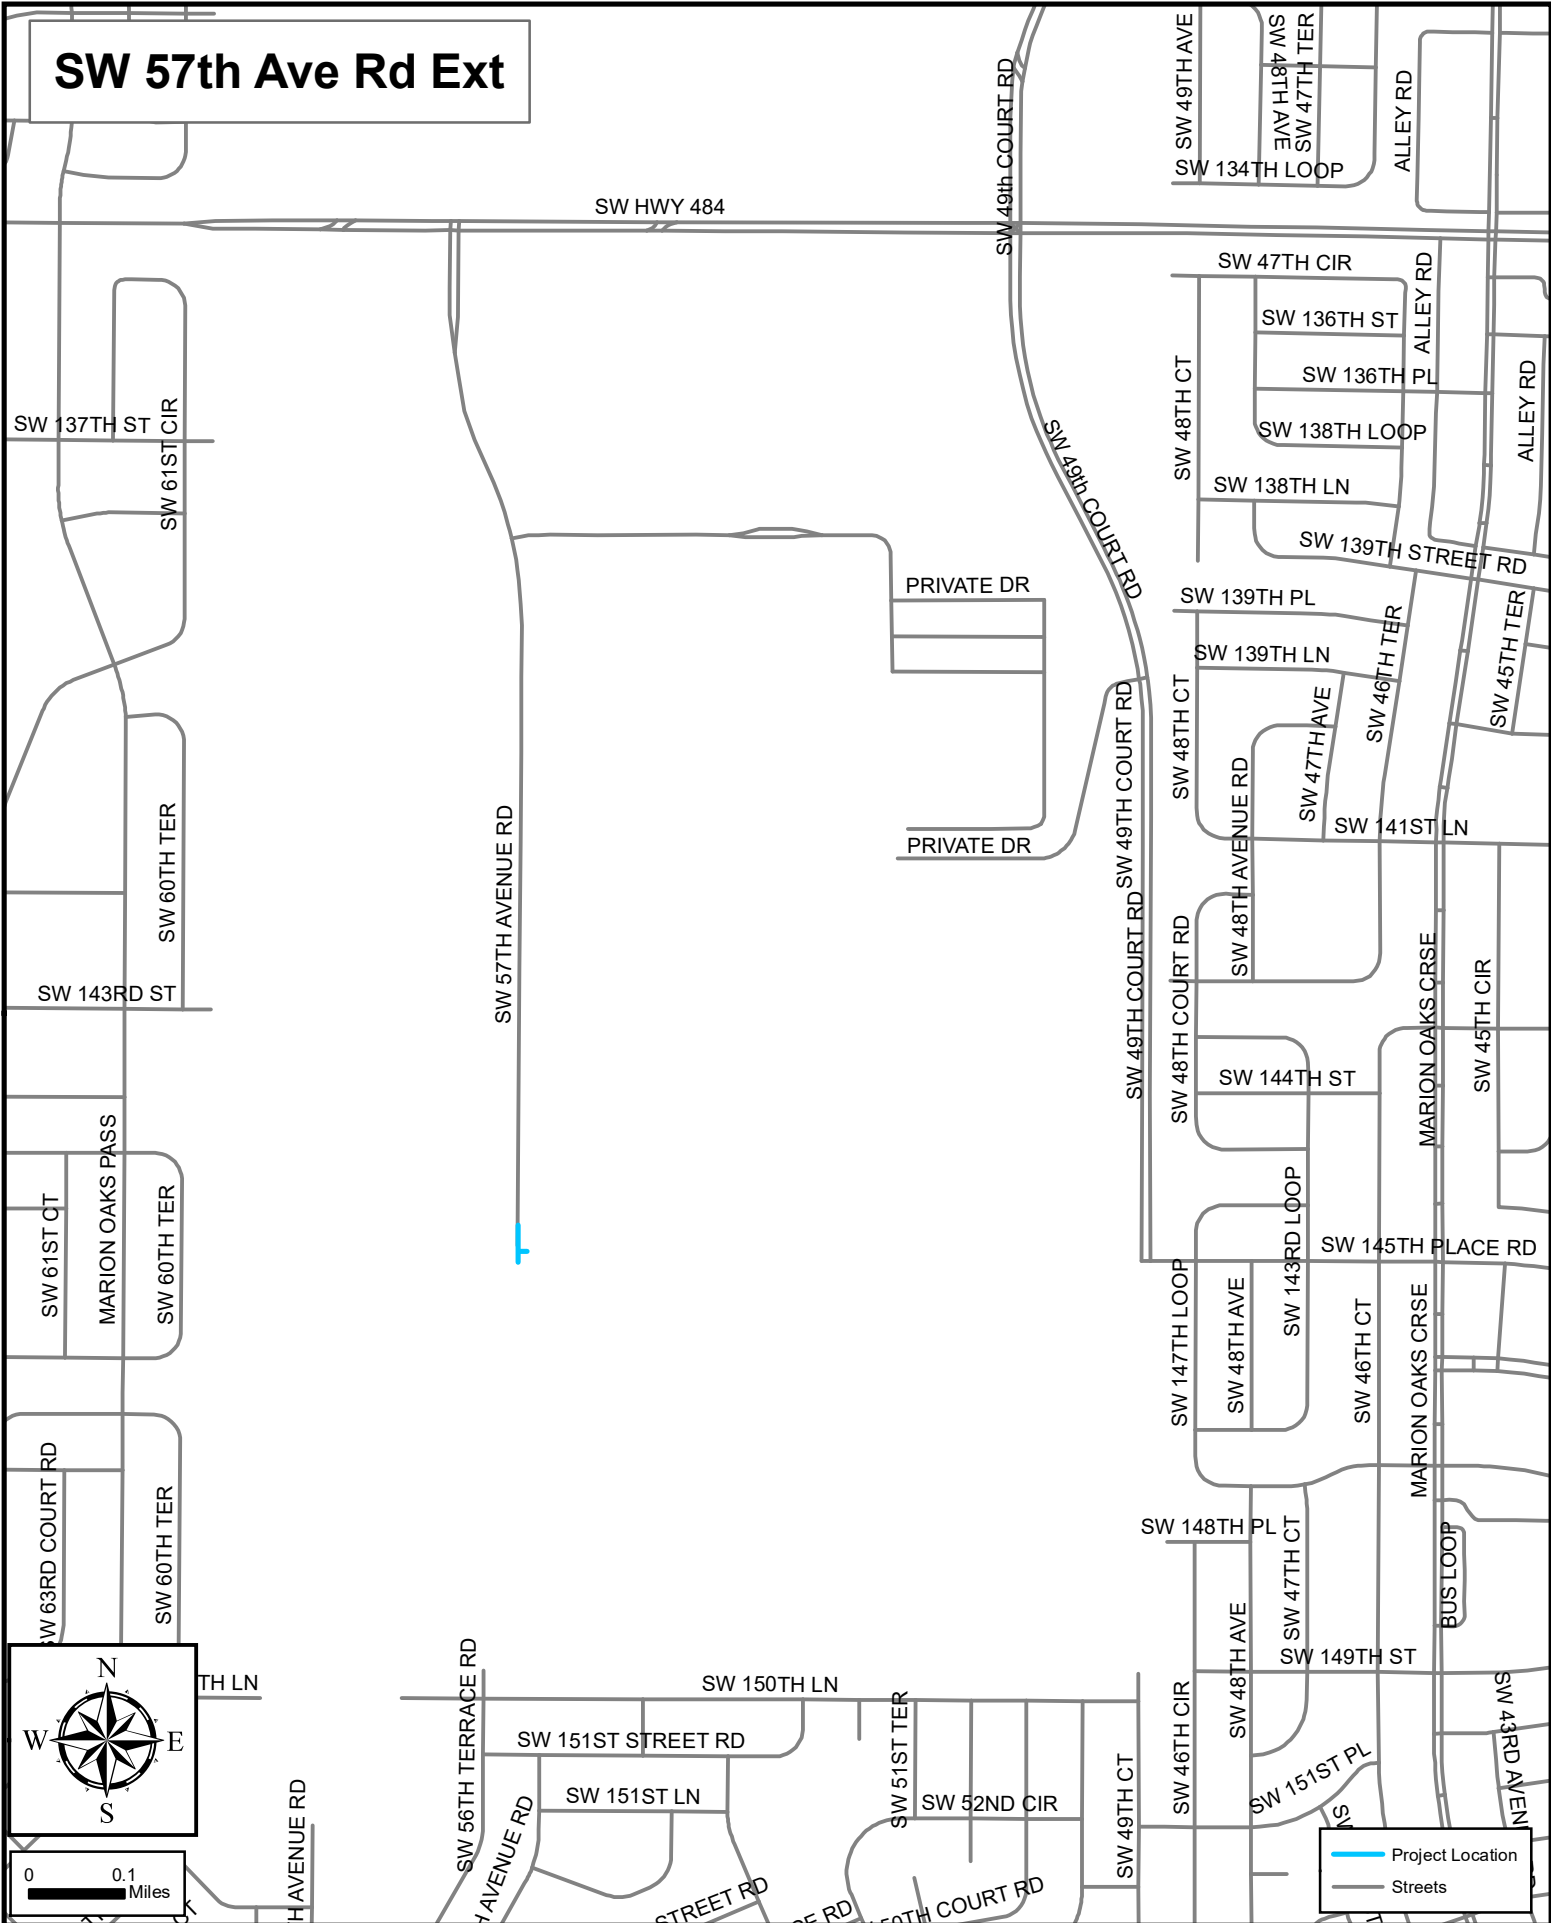 SW 57th Ave Rd Ext
SW 49TH AVE
SW 48TH AVE
SW 47TH TER
ALLEY RD
SW 49th COURT RD
SW 134TH LOOP
SW HWY 484
SW 47TH CIR
ALLEY RD
SW 136TH ST
SW 136TH PL
SW 48TH CT
ALLEY RD
SW 137TH ST
SW 61ST CIR
SW 138TH LOOP
SW 49th COURT RD
SW 138TH LN
SW 139TH STREET RD
PRIVATE DR
SW 139TH PL
SW 46TH TER
SW 45TH TER
SW 139TH LN
SW 48TH CT
SW 47TH AVE
SW 49TH COURT RD
SW 48TH AVENUE RD
SW 60TH TER
SW 57TH AVENUE RD
PRIVATE DR
SW 141ST LN
SW 49TH COURT RD
SW 48TH COURT RD
MARION OAKS CRSE
SW 45TH CIR
SW 143RD ST
SW 144TH ST
MARION OAKS PASS
SW 61ST CT
SW 60TH TER
SW 143RD LOOP
SW 145TH PLACE RD
SW 147TH LOOP
SW 48TH AVE
SW 46TH CT
MARION OAKS CRSE
SW 63RD COURT RD
SW 60TH TER
SW 148TH PL
SW 47TH CT
BUS LOOP
SW 48TH AVE
SW 149TH ST
TH LN
SW 56TH TERRACE RD
SW 150TH LN
SW 51ST TER
SW 46TH CIR
SW 43RD AVEN
SW 151ST STREET RD
SW 151ST LN
SW 52ND CIR
SW 49TH CT
SW 151ST PL
SW
H AVENUE RD
H AVENUE RD
STREET RD
CE RD
50TH COURT RD
CT
N
W
E
S
0
0.1
Miles
Project Location
Streets